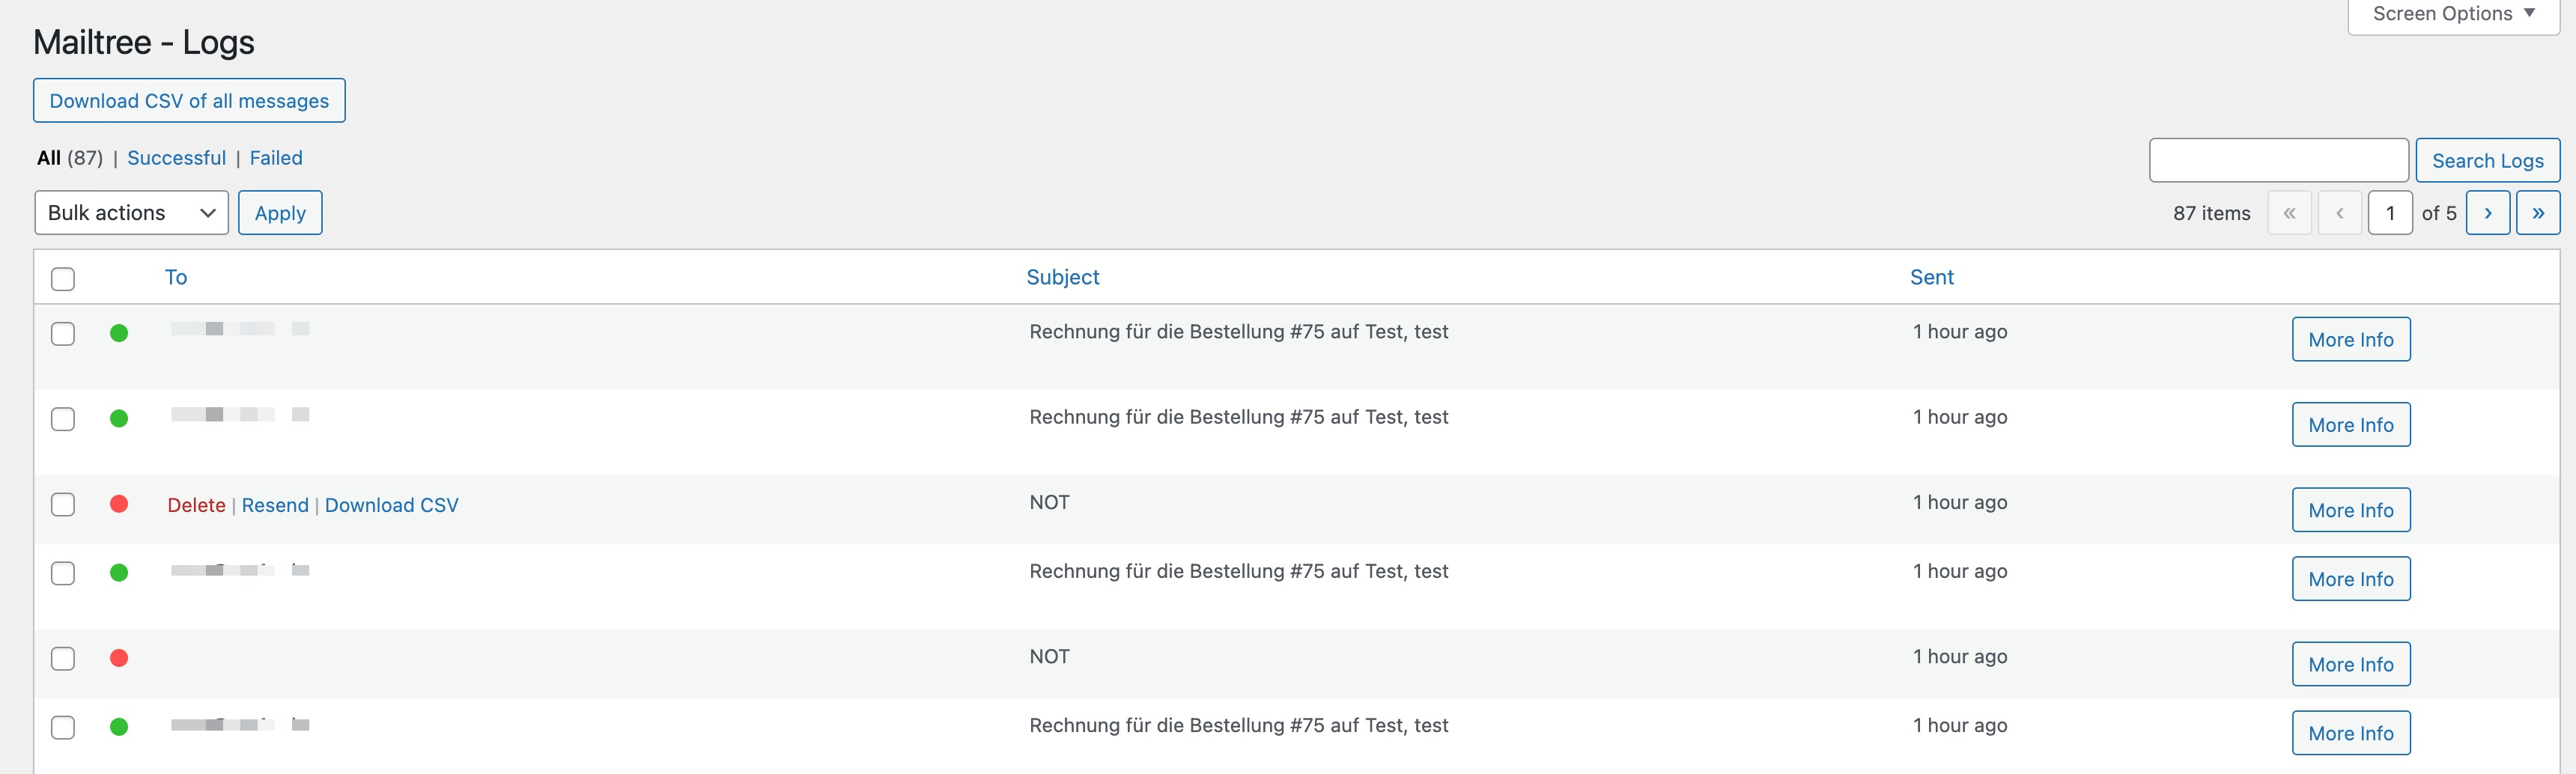 Screen Options ▼
Mailtree - Logs
Download CSV of all messages
All (87) | Successful | Failed
Search Logs
Bulk actions
Apply
87 items « ‹ 1 of 5 › »
To Subject Sent
Rechnung für die Bestellung #75 auf Test, test 1 hour ago More Info
Rechnung für die Bestellung #75 auf Test, test 1 hour ago More Info
Delete | Resend | Download CSV NOT 1 hour ago More Info
Rechnung für die Bestellung #75 auf Test, test 1 hour ago More Info
NOT 1 hour ago More Info
Rechnung für die Bestellung #75 auf Test, test 1 hour ago More Info